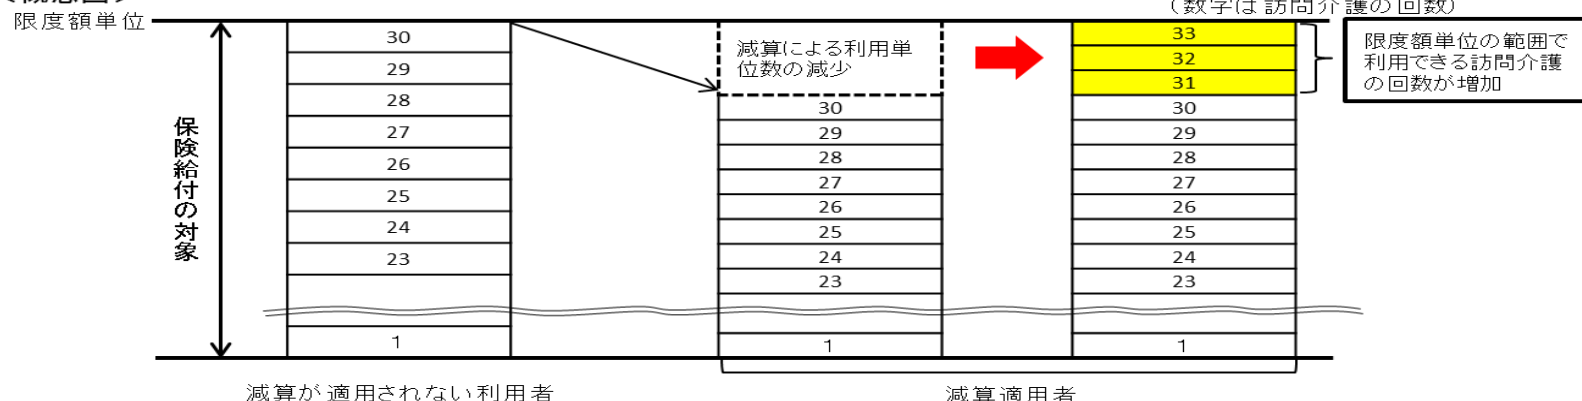 ＜概念図＞
（数字は訪問介護の回数）
限度額単位
保険給付の対象
30
29
28
27
26
25
24
23
1
減算による利用単
位数の減少
30
29
28
27
26
25
24
23
1
33
32
31
30
29
28
27
26
25
24
23
1
限度額単位の範囲で
利用できる訪問介護
の回数が増加
減算が適用されない利用者
減算適用者